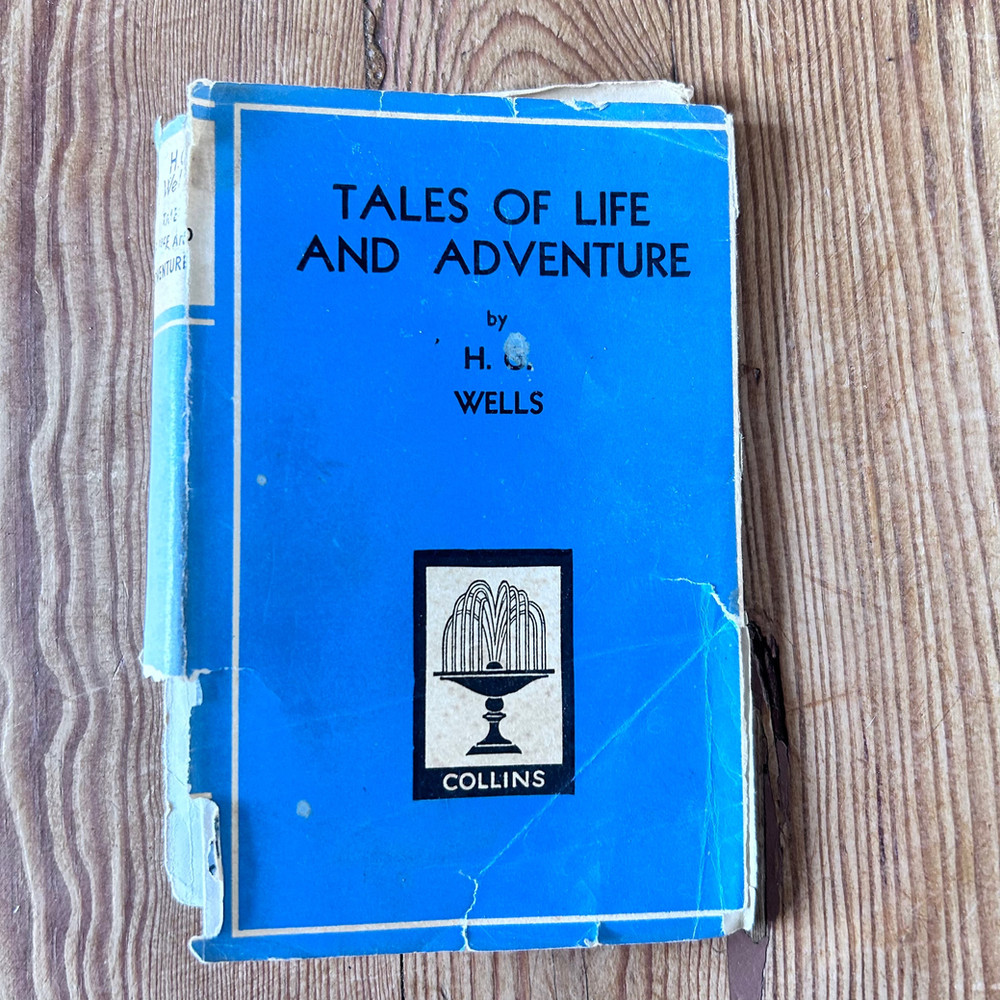 TALES OF LIFE
AND ADVENTURE
by
H. G.
WELLS
COLLINS